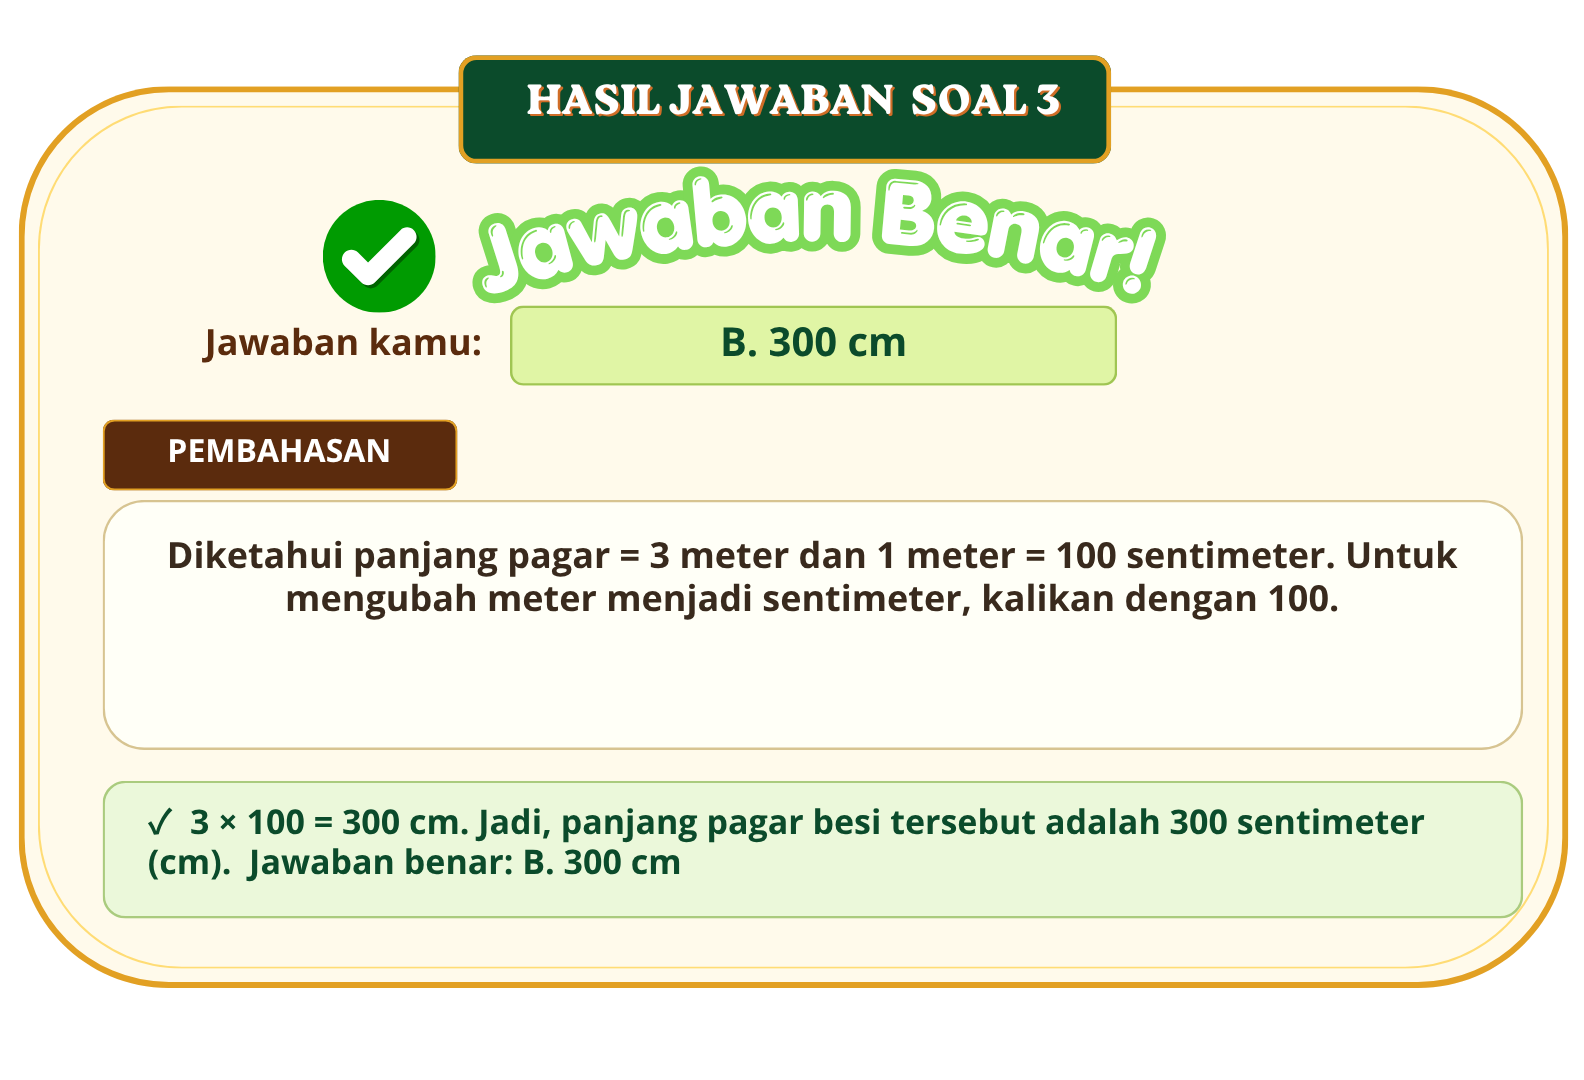 HASIL JAWABAN SOAL 3
Jawaban Benar!
Jawaban kamu:
B. 300 cm
PEMBAHASAN
Diketahui panjang pagar = 3 meter dan 1 meter = 100 sentimeter. Untuk
mengubah meter menjadi sentimeter, kalikan dengan 100.
✓ 3 × 100 = 300 cm. Jadi, panjang pagar besi tersebut adalah 300 sentimeter
(cm). Jawaban benar: B. 300 cm